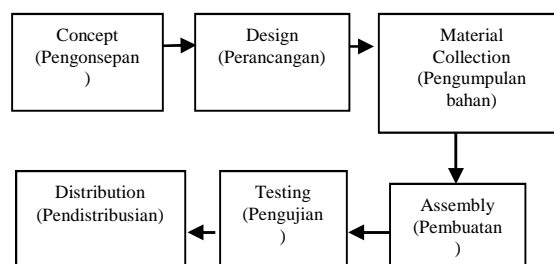 Concept
(Pengonsepan
)
Design
(Perancangan)
Material
Collection
(Pengumpulan
bahan)
Assembly
(Pembuatan
)
Testing
(Pengujian
)
Distribution
(Pendistribusian)